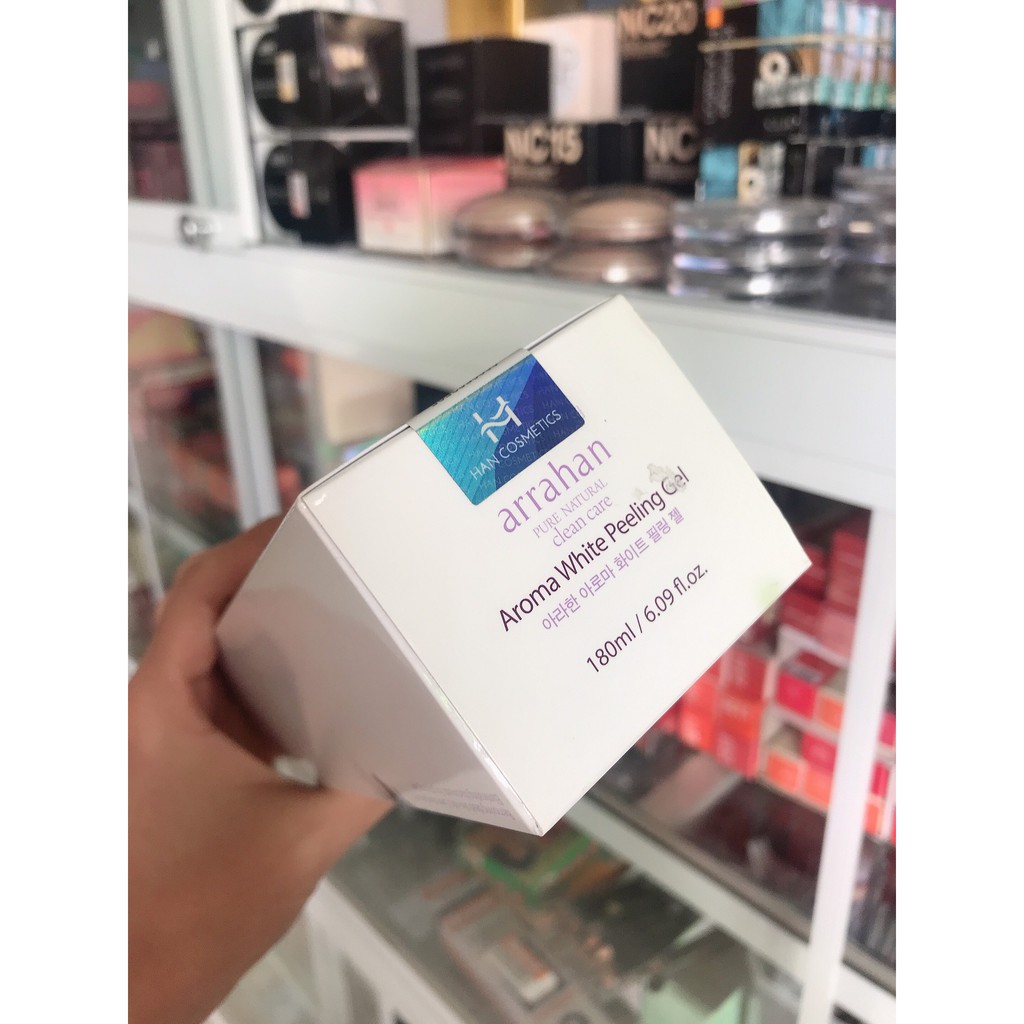 NC20
NC15
NC
HAN COSMETICS
arrahan
PURE NATURAL
clean care
Aroma White Peeling Gel
아라한 아로마 화이트 필링 젤
180ml / 6.09 fl.oz.